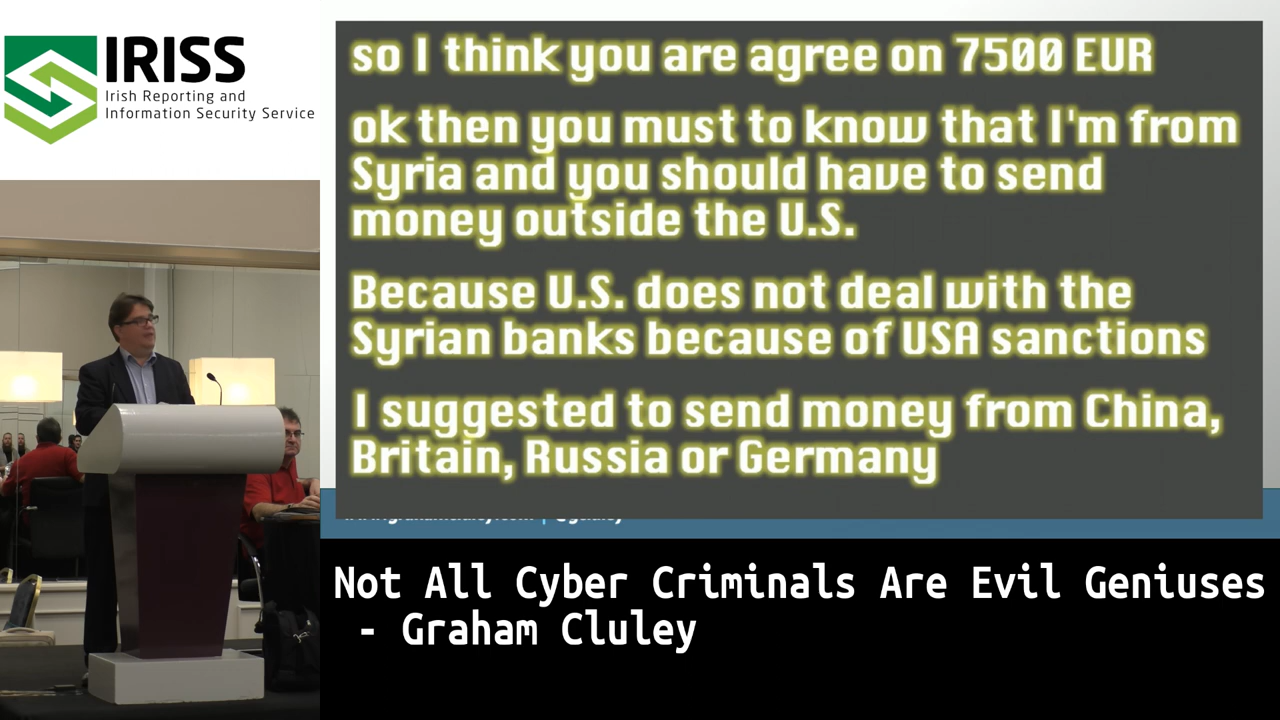 IRISS
Irish Reporting and
Information Security Service
so I think you are agree on 7500 EUR
ok then you must to know that I'm from
Syria and you should have to send
money outside the U.S.
Because U.S. does not deal with the
Syrian banks because of USA sanctions
I suggested to send money from China,
Britain, Russia or Germany
Not All Cyber Criminals Are Evil Geniuses
- Graham Cluley